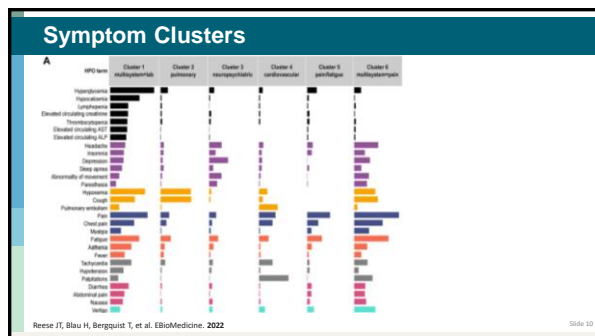 Symptom Clusters
A
HPO term
Cluster 1 multisystem+lab
Cluster 2 pulmonary
Cluster 3 neuropsychiatric
Cluster 4 cardiovascular
Cluster 5 pain/fatigue
Cluster 6 multisystem+pain
Hyperglycemia
Hypocalcemia
Lymphopenia
Elevated circulating creatinine
Thrombocytopenia
Elevated circulating AST
Elevated circulating ALP
Headache
Insomnia
Depression
Sleep apnea
Abnormality of movement
Paresthesia
Hypoxemia
Cough
Pulmonary embolism
Pain
Chest pain
Myalgia
Fatigue
Asthenia
Fever
Tachycardia
Hypotension
Palpitations
Diarrhea
Abdominal pain
Nausea
Vertigo
Reese JT, Blau H, Bergquist T, et al. EBioMedicine. 2022
Slide 10